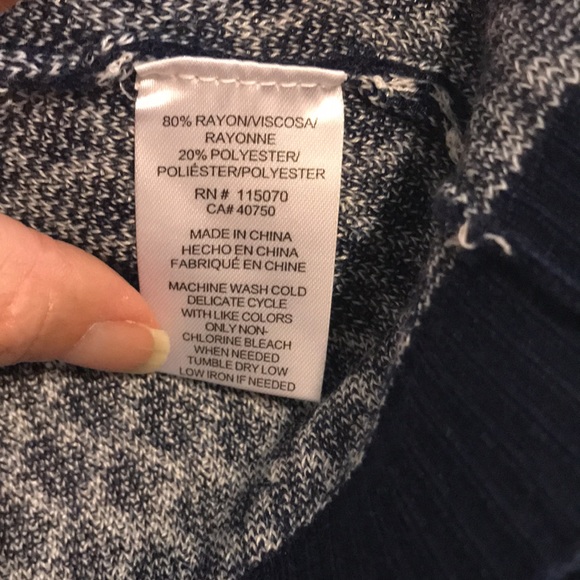 80% RAYON/VISCOSA/
RAYONNE
20% POLYESTER/
POLIÉSTER/POLYESTER
RN # 115070
CA# 40750
MADE IN CHINA
HECHO EN CHINA
FABRIQUÉ EN CHINE
MACHINE WASH COLD
DELICATE CYCLE
WITH LIKE COLORS
ONLY NON-
CHLORINE BLEACH
WHEN NEEDED
TUMBLE DRY LOW
LOW IRON IF NEEDED